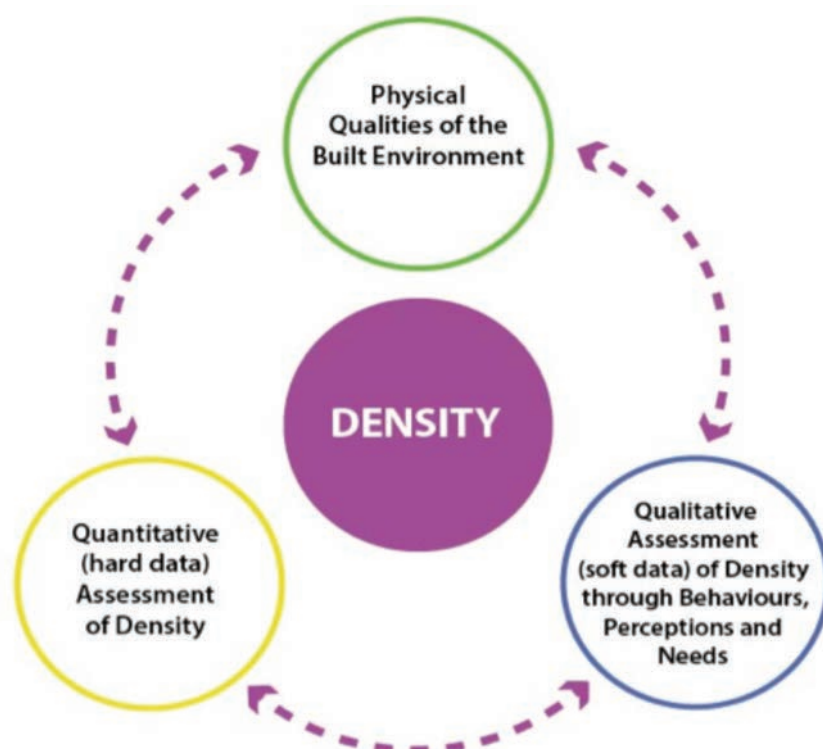 Physical
Qualities of the
Built Environment
DENSITY
Quantitative
(hard data)
Assessment
of Density
Qualitative
Assessment
(soft data) of Density
through Behaviours,
Perceptions and
Needs